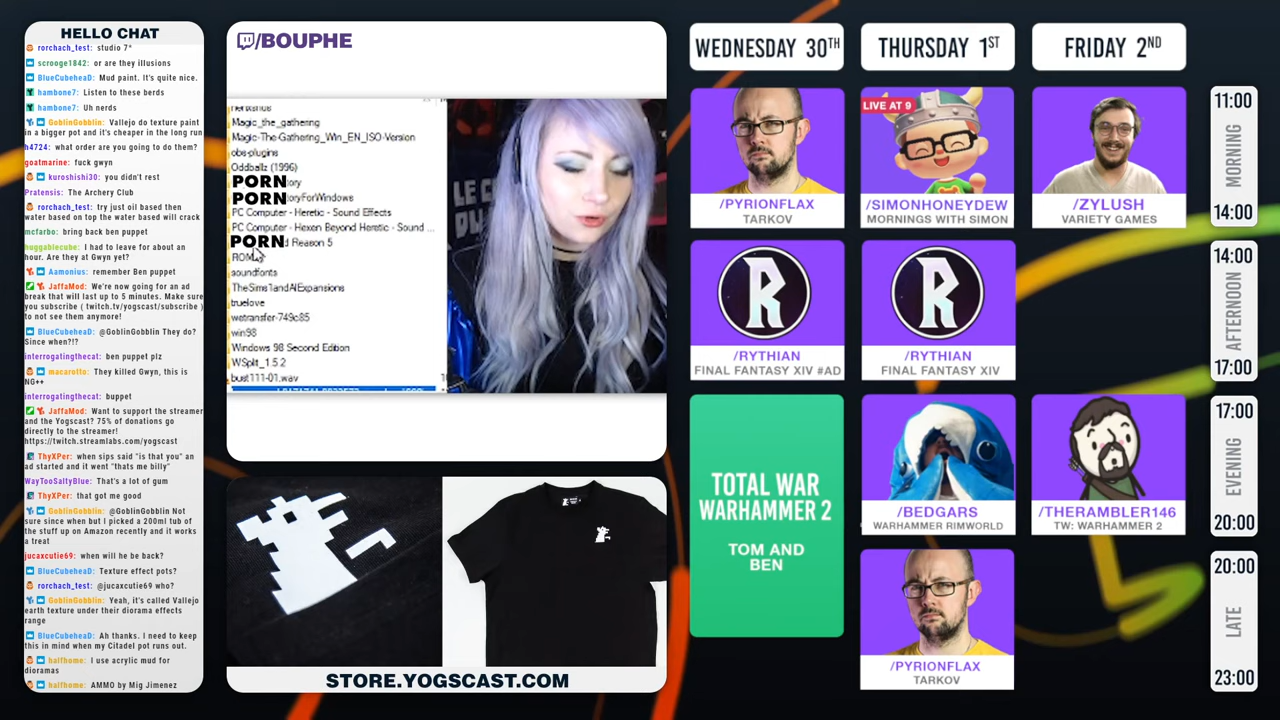 HELLO CHAT
rorchach_test: studio 7*
scrooge1842: or are they illusions
BlueCubeheaD: Mud paint. It's quite nice.
hambone7: Listen to these berds
hambone7: Uh nerds
GoblinGobblin: Vallejo do texture paint
in a bigger pot and it's cheaper in the long run
h4724: what order are you going to do them?
goatmarine: fuck gwyn
kuroshishi30: you didn't rest
Pratensis: The Archery Club
rorchach_test: try just oil based then
water based on top the water based will crack
mcfarbo: bring back ben puppet
huggablecube: I had to leave for about an
hour. Are they at Gwyn yet?
Aamonius: remember Ben puppet
JaffaMod: We're now going for an ad
break that will last up to 5 minutes. Make sure
you subscribe ( twitch.tv/yogscast/subscribe )
to not see them anymore!
BlueCubeheaD: @GoblinGobblin They do?
Since when?!?
interrogatingthecat: ben puppet plz
macarotto: They killed Gwyn, this is
NG++
interrogatingthecat: buppet
JaffaMod: Want to support the streamer
and the Yogscast? 75% of donations go
directly to the streamer!
https://twitch.streamlabs.com/yogscast
ThyXPer: when sips said "is that you" an
ad started and it went "thats me billy"
WayTooSaltyBlue: That's a lot of gum
ThyXPer: that got me good
GoblinGobblin: @GoblinGobblin Not
sure since when but I picked a 200ml tub of
the stuff up on Amazon recently and it works
a treat
jucaxcutie69: when will he be back?
BlueCubeheaD: Texture effect pots?
rorchach_test: @jucaxcutie69 who?
GoblinGobblin: Yeah, it's called Vallejo
earth texture under their diorama effects
range
BlueCubeheaD: Ah thanks. I need to keep
this in mind when my Citadel pot runs out.
halfhomo: I use acrylic mud for
dioramas
halfhomo: AMMO by Mig Jimenez
/BOUPHE
Magic_the_gathering
Magic-The-Gathering_Win_EN_ISO-Version
obs-plugins
Oddballz (1996)
PORN tory
PORN toryForWindows
PC Computer - Heretic - Sound Effects
PC Computer - Hexen Beyond Heretic - Sound ...
PORN d Reason 5
ROM
soundfonts
TheSims1andAlExpansions
truelove
wetransfer-749c85
win98
Windows 98 Second Edition
WSplit_1.5.2
bust111-01.wav
LE C
STORE.YOGSCAST.COM
WEDNESDAY 30TH
THURSDAY 1ST
FRIDAY 2ND
/PYRIONFLAX
TARKOV
LIVE AT 9
/SIMONHONEYDEW
MORNINGS WITH SIMON
/ZYLUSH
VARIETY GAMES
11:00
MORNING
14:00
R
/RYTHIAN
FINAL FANTASY XIV #AD
R
/RYTHIAN
FINAL FANTASY XIV
14:00
AFTERNOON
17:00
TOTAL WAR
WARHAMMER 2
TOM AND
BEN
/BEDGARS
WARHAMMER RIMWORLD
/THERAMBLER146
TW: WARHAMMER 2
17:00
EVENING
20:00
/PYRIONFLAX
TARKOV
20:00
LATE
23:00